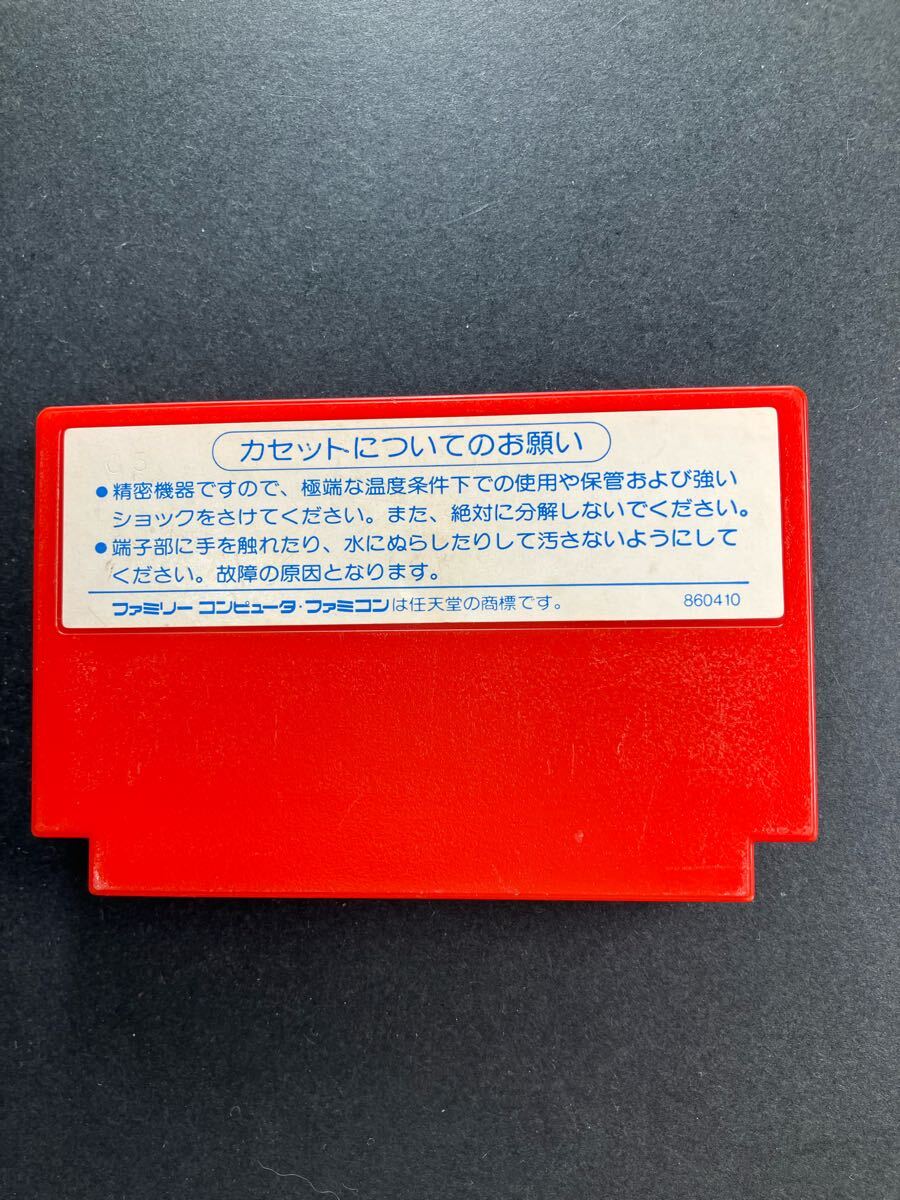 カセットについてのお願い
●精密機器ですので、極端な温度条件下での使用や保管および強い
ショックをさけてください。また、絶対に分解しないでください。
●端子部に手を触れたり、水にぬらしたりして汚さないようにして
ください。故障の原因となります。
ファミリー コンピュータ・ファミコンは任天堂の商標です。 860410